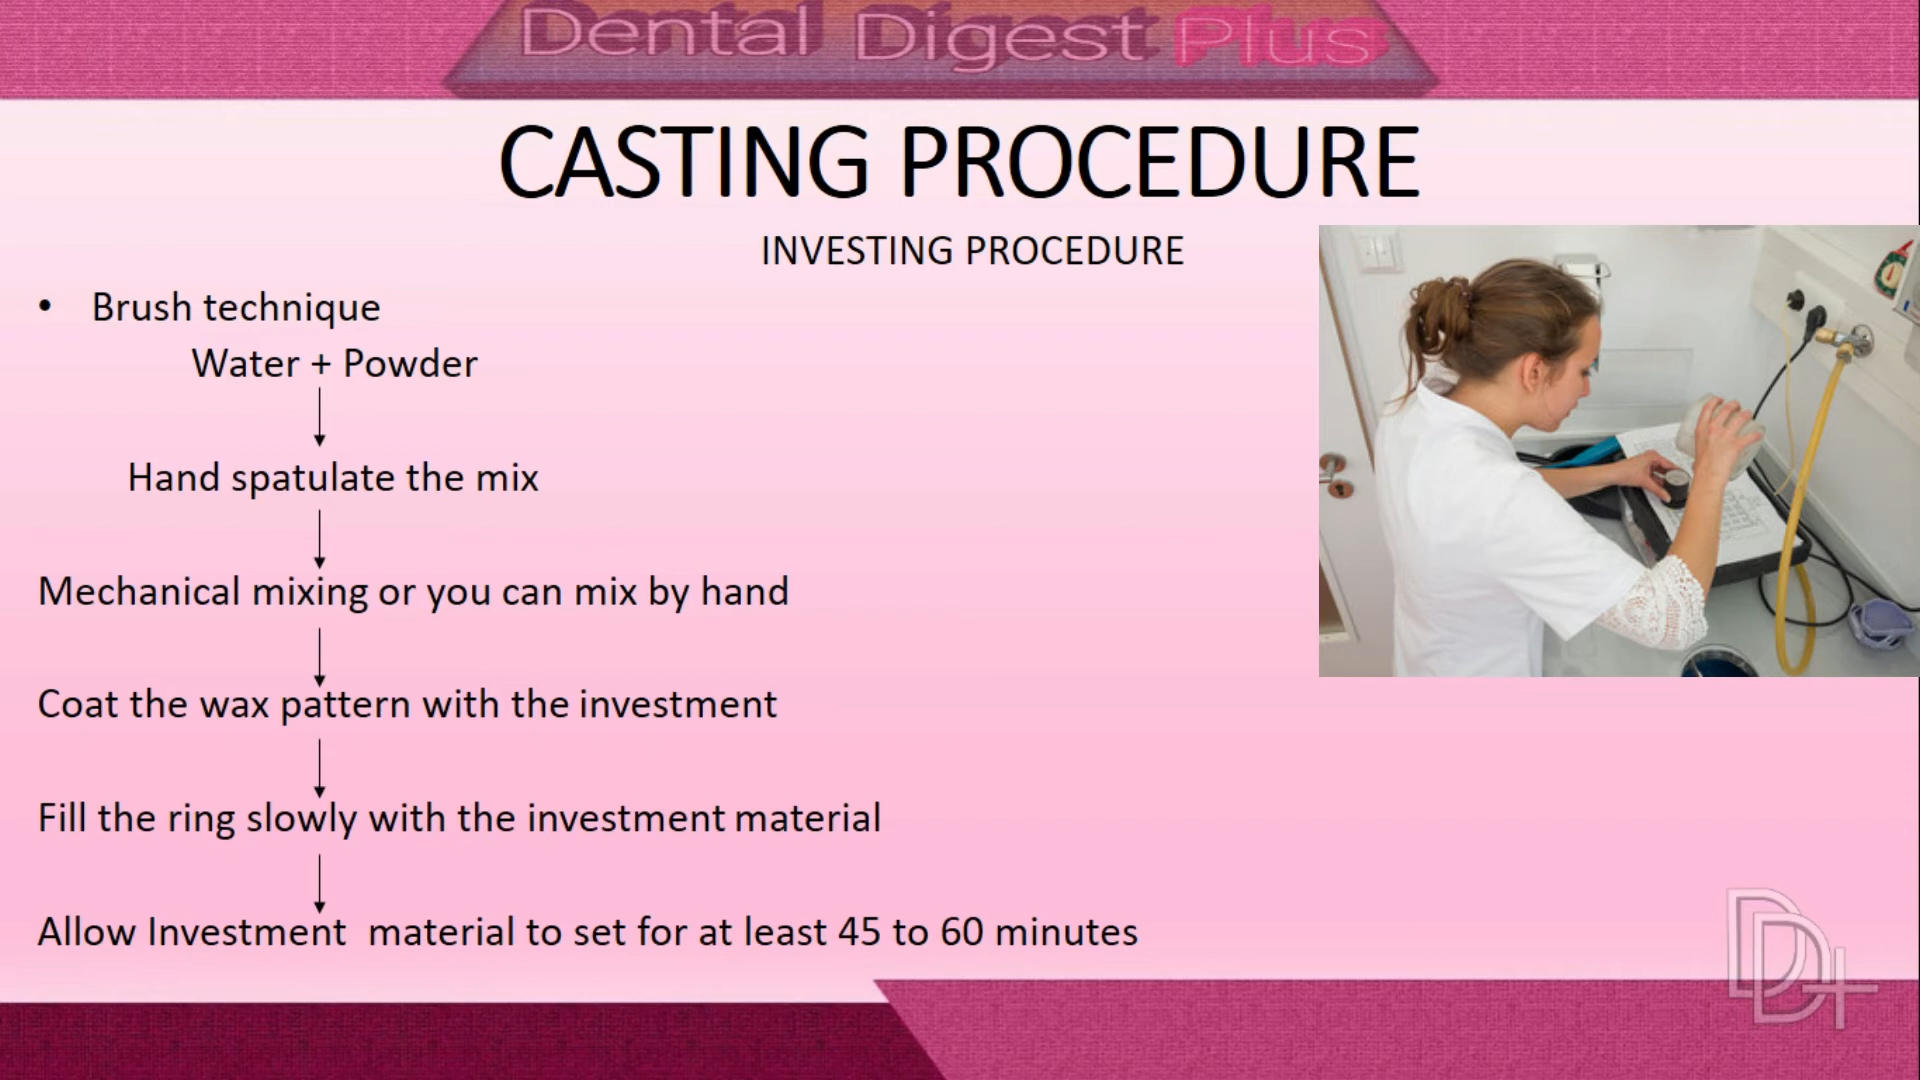 Dental Digest Plus
CASTING PROCEDURE
INVESTING PROCEDURE
• Brush technique
Water + Powder
Hand spatulate the mix
Mechanical mixing or you can mix by hand
Coat the wax pattern with the investment
Fill the ring slowly with the investment material
Allow Investment  material to set for at least 45 to 60 minutes
DD+